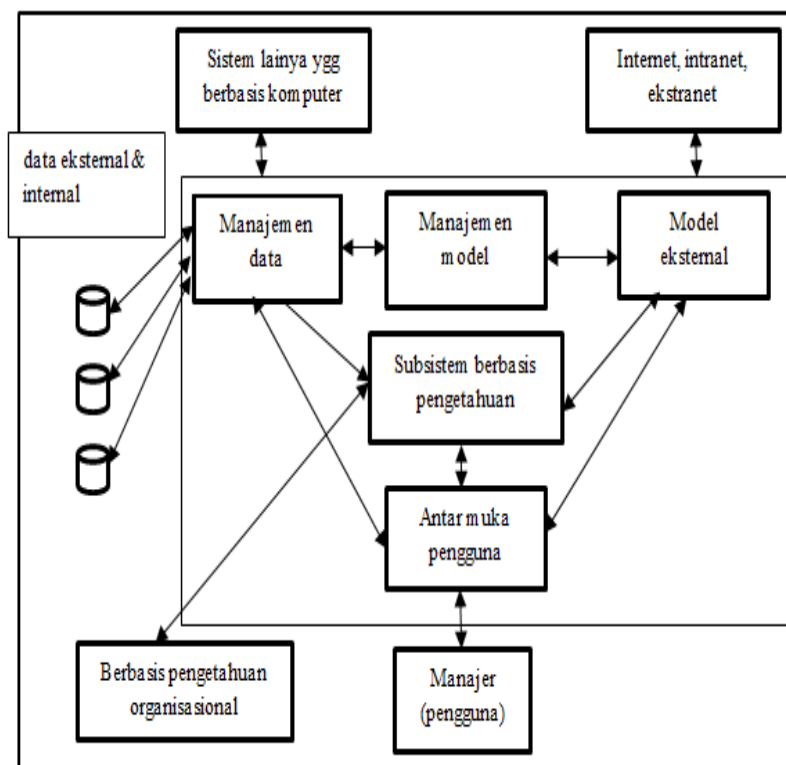 Sistem lainya ygg
berbasis komputer
Internet, intranet,
ekstranet
data eksternal &
internal
Manajemen
data
Manajemen
model
Model
eksternal
Subsistem berbasis
pengetahuan
Antar muka
pengguna
Berbasis pengetahuan
organisasional
Manajer
(pengguna)